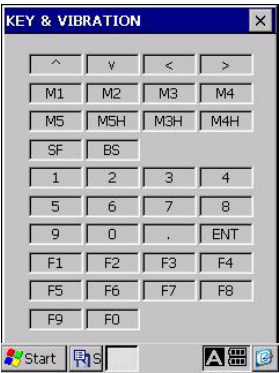 KEY & VIBRATION
^ v < >
M1 M2 M3 M4
M5 M5H M3H M4H
SF BS
1 2 3 4
5 6 7 8
9 0 . ENT
F1 F2 F3 F4
F5 F6 F7 F8
F9 F0
Start S A